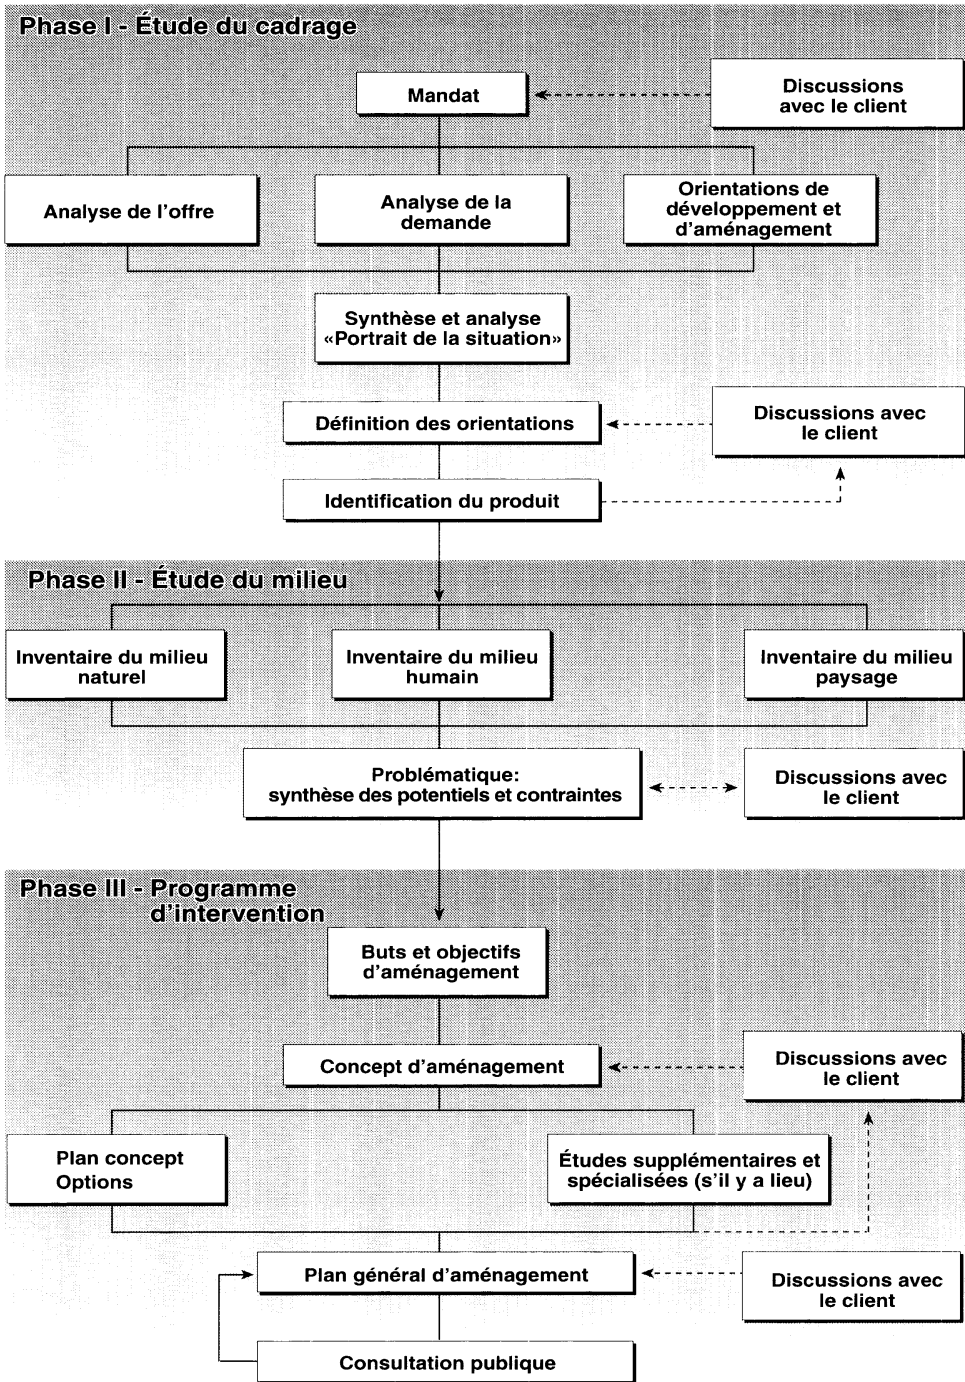 Phase I - Étude du cadrage
Mandat
Discussions
avec le client
Analyse de l'offre
Analyse de la
demande
Orientations de
développement et
d'aménagement
Synthèse et analyse
«Portrait de la situation»
Définition des orientations
Discussions avec
le client
Identification du produit
Phase II - Étude du milieu
Inventaire du milieu
naturel
Inventaire du milieu
humain
Inventaire du milieu
paysage
Problématique:
synthèse des potentiels et contraintes
Discussions avec
le client
Phase III - Programme
d'intervention
Buts et objectifs
d'aménagement
Concept d'aménagement
Discussions avec
le client
Plan concept
Options
Études supplémentaires et
spécialisées (s'il y a lieu)
Plan général d'aménagement
Discussions avec
le client
Consultation publique